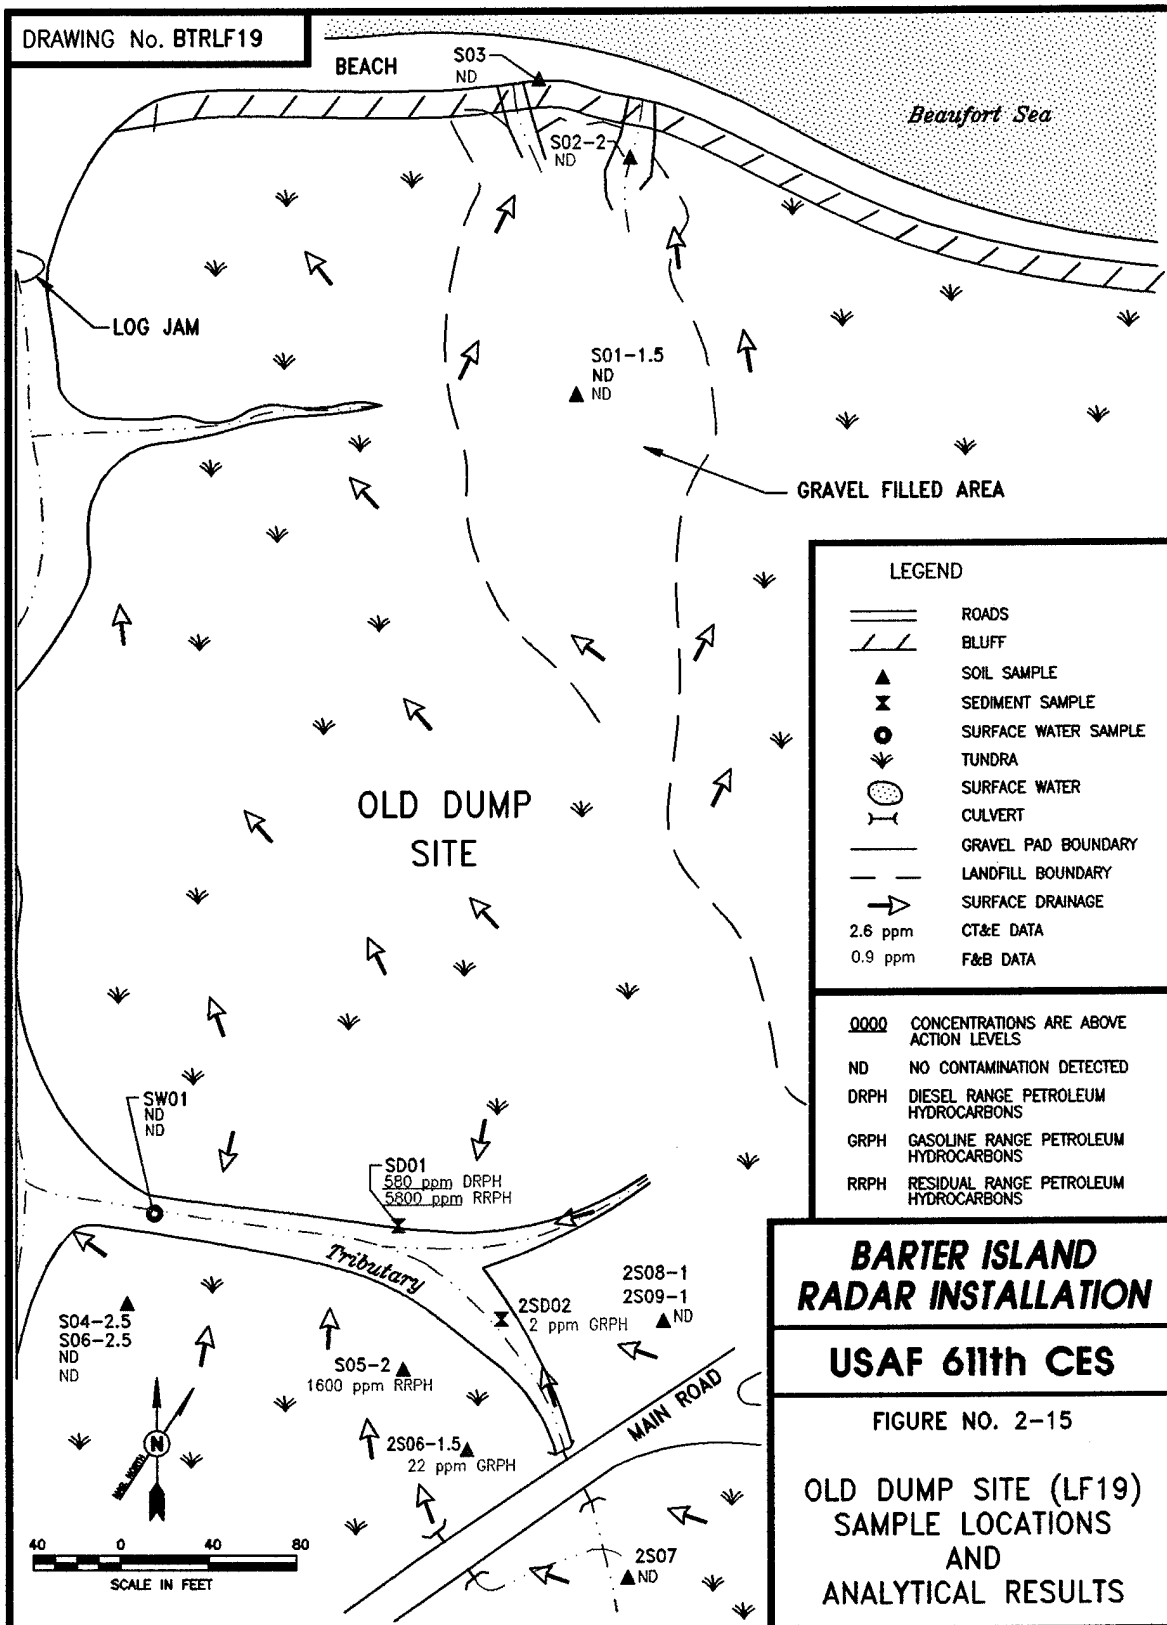 DRAWING No. BTRLF19
BEACH
S03
ND
Beaufort Sea
S02-2
ND
LOG JAM
S01-1.5
ND
ND
GRAVEL FILLED AREA
LEGEND
ROADS
BLUFF
SOIL SAMPLE
SEDIMENT SAMPLE
SURFACE WATER SAMPLE
TUNDRA
SURFACE WATER
CULVERT
GRAVEL PAD BOUNDARY
LANDFILL BOUNDARY
SURFACE DRAINAGE
2.6 ppm CT&E DATA
0.9 ppm F&B DATA
0000 CONCENTRATIONS ARE ABOVE
ACTION LEVELS
ND NO CONTAMINATION DETECTED
DRPH DIESEL RANGE PETROLEUM
HYDROCARBONS
GRPH GASOLINE RANGE PETROLEUM
HYDROCARBONS
RRPH RESIDUAL RANGE PETROLEUM
HYDROCARBONS
OLD DUMP
SITE
SW01
ND
ND
SD01
580 ppm DRPH
5800 ppm RRPH
Tributary
2SD02
2 ppm GRPH
2S08-1
2S09-1
ND
S04-2.5
S06-2.5
ND
ND
S05-2
1600 ppm RRPH
2S06-1.5
22 ppm GRPH
MAIN ROAD
2S07
ND
N
MAG. NORTH
40 0 40 80
SCALE IN FEET
BARTER ISLAND
RADAR INSTALLATION
USAF 611th CES
FIGURE NO. 2-15
OLD DUMP SITE (LF19)
SAMPLE LOCATIONS
AND
ANALYTICAL RESULTS